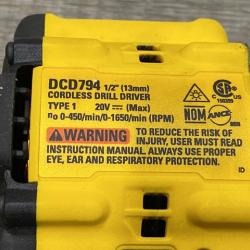 DCD794 1/2" (13mm)
CORDLESS DRILL DRIVER
TYPE 1 20V (Max)
n₀ 0-450/min/0-1650/min (RPM)
NOM
WARNING TO REDUCE THE RISK OF
INJURY, USER MUST READ
INSTRUCTION MANUAL. ALWAYS USE PROPER
EYE, EAR AND RESPIRATORY PROTECTION.
ID